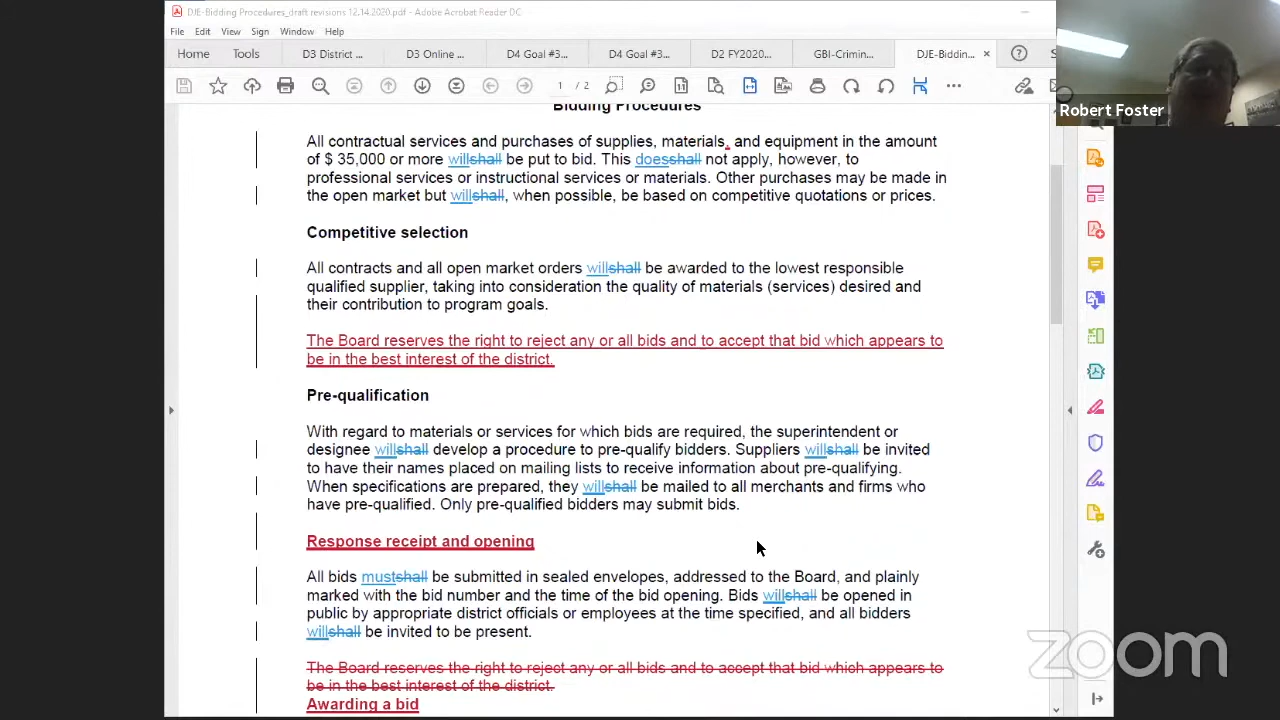 DJE-Bidding Procedures_draft revisions 12.14.2020.pdf - Adobe Acrobat Reader DC
File Edit View Sign Window Help
Home Tools D3 District ... D3 Online ... D4 Goal #3... D4 Goal #3... D2 FY2020... GBI-Crimin... DJE-Biddin... ×
1 / 2
Robert Foster
Bidding Procedures
All contractual services and purchases of supplies, materials, and equipment in the amount
of $ 35,000 or more willshall be put to bid. This doesshall not apply, however, to
professional services or instructional services or materials. Other purchases may be made in
the open market but willshall, when possible, be based on competitive quotations or prices.
Competitive selection
All contracts and all open market orders willshall be awarded to the lowest responsible
qualified supplier, taking into consideration the quality of materials (services) desired and
their contribution to program goals.
The Board reserves the right to reject any or all bids and to accept that bid which appears to
be in the best interest of the district.
Pre-qualification
With regard to materials or services for which bids are required, the superintendent or
designee willshall develop a procedure to pre-qualify bidders. Suppliers willshall be invited
to have their names placed on mailing lists to receive information about pre-qualifying.
When specifications are prepared, they willshall be mailed to all merchants and firms who
have pre-qualified. Only pre-qualified bidders may submit bids.
Response receipt and opening
All bids mustshall be submitted in sealed envelopes, addressed to the Board, and plainly
marked with the bid number and the time of the bid opening. Bids willshall be opened in
public by appropriate district officials or employees at the time specified, and all bidders
willshall be invited to be present.
The Board reserves the right to reject any or all bids and to accept that bid which appears to
be in the best interest of the district.
Awarding a bid
zoom